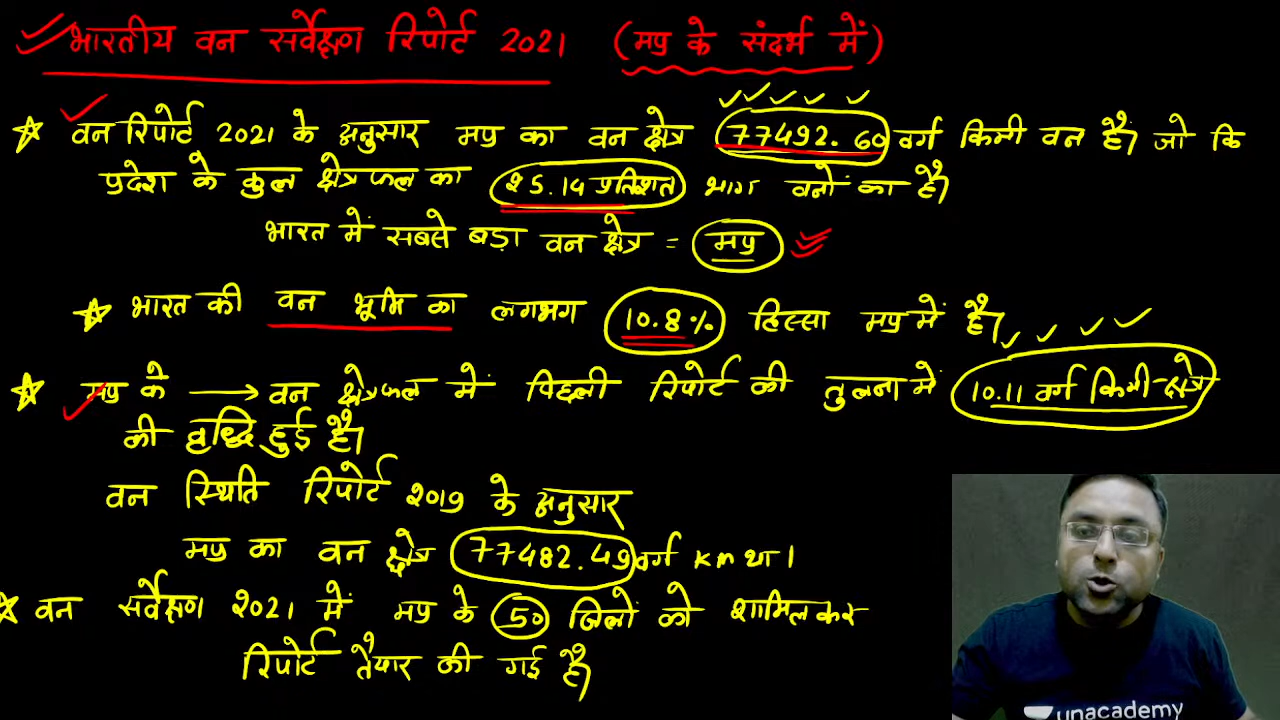 भारतीय वन सर्वेक्षण रिपोर्ट 2021 (मप्र के संदर्भ में)
वन रिपोर्ट 2021 के अनुसार मप्र का वन क्षेत्र 77492.60 वर्ग किमी वन है। जो कि
प्रदेश के कुल क्षेत्रफल का 25.14 प्रतिशत भाग वनों का है।
भारत में सबसे बड़ा वन क्षेत्र = मप्र
भारत की वन भूमि का लगभग 10.8% हिस्सा मप्र में है।
मप्र के → वन क्षेत्रफल में पिछली रिपोर्ट की तुलना में 10.11 वर्ग किमी-क्षेत्र
की वृद्धि हुई है।
वन स्थिति रिपोर्ट 2019 के अनुसार
मप्र का वन क्षेत्र 77482.49 वर्ग km था।
वन सर्वेक्षण 2021 में मप्र के 50 जिलों को शामिल कर
रिपोर्ट तैयार की गई है।
unacademy